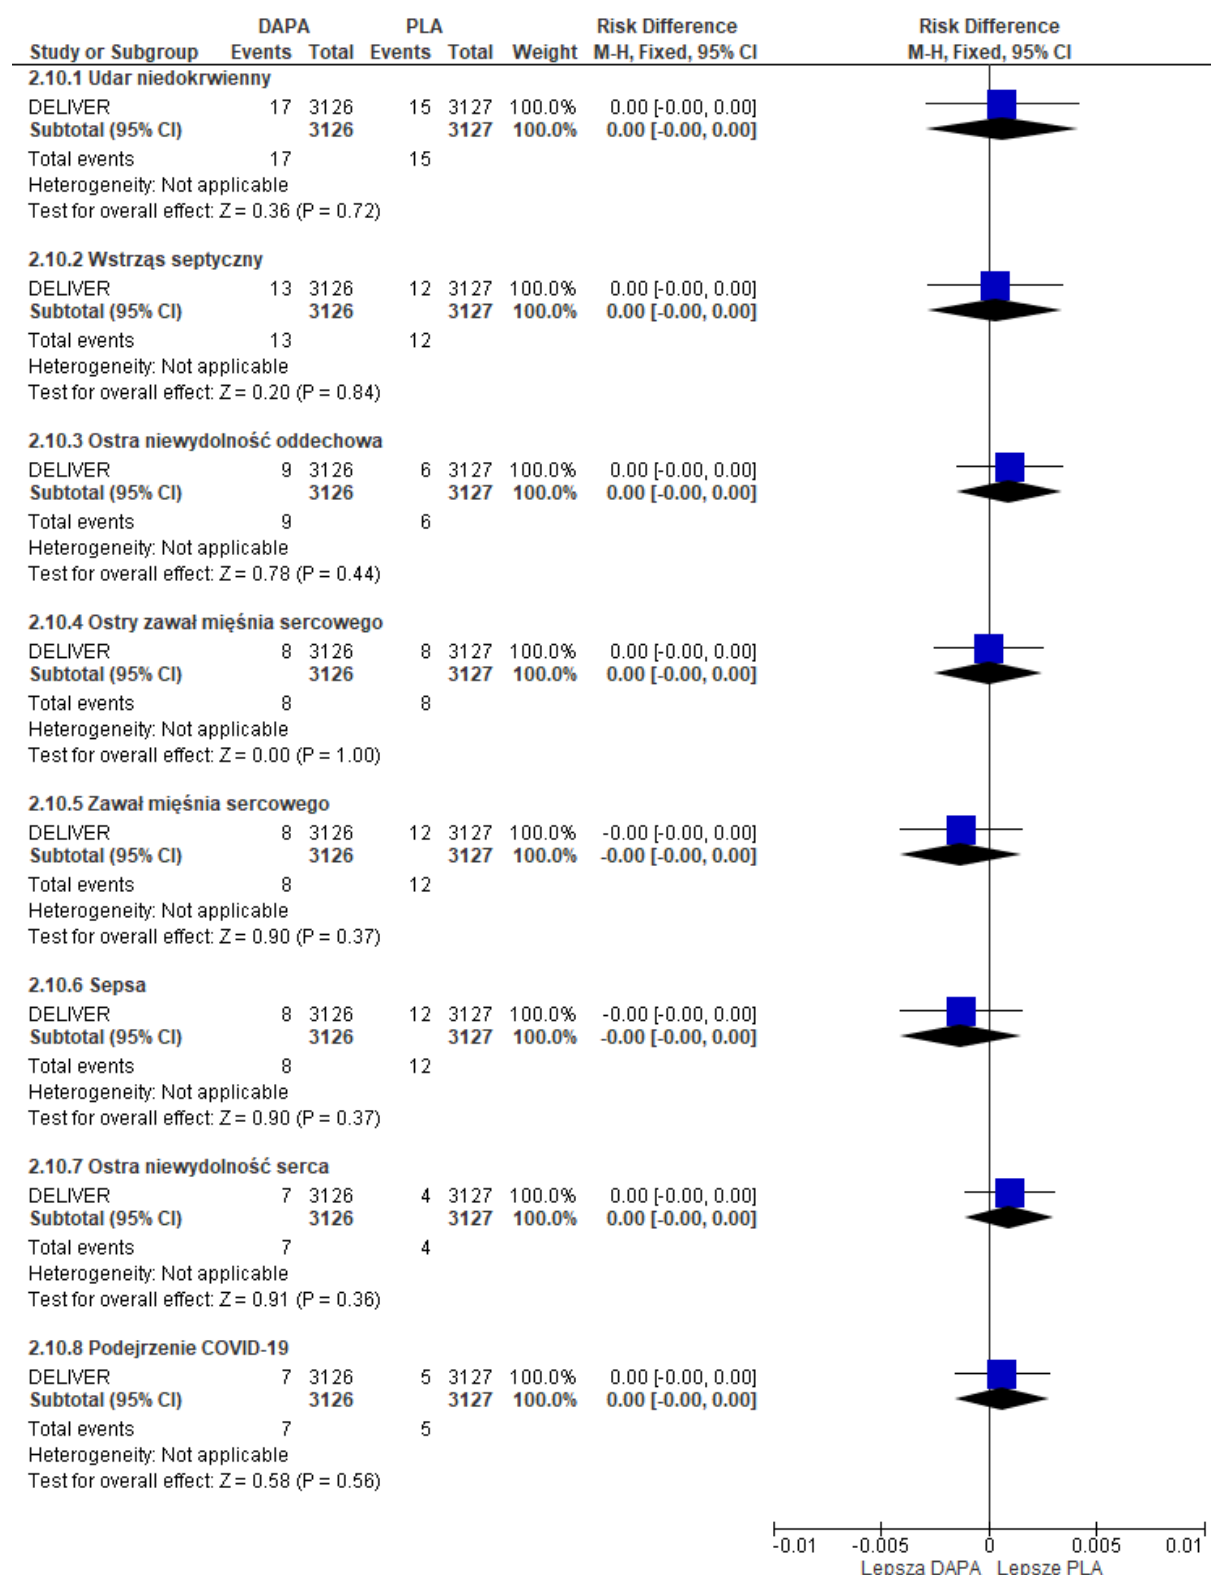 DAPA PLA Risk Difference Risk Difference
Study or Subgroup Events Total Events Total Weight M-H, Fixed, 95% CI M-H, Fixed, 95% CI
2.10.1 Udar niedokrwienny
DELIVER 17 3126 15 3127 100.0% 0.00 [-0.00, 0.00]
Subtotal (95% CI) 3126 3127 100.0% 0.00 [-0.00, 0.00]
Total events 17 15
Heterogeneity: Not applicable
Test for overall effect: Z = 0.36 (P = 0.72)
2.10.2 Wstrząs septyczny
DELIVER 13 3126 12 3127 100.0% 0.00 [-0.00, 0.00]
Subtotal (95% CI) 3126 3127 100.0% 0.00 [-0.00, 0.00]
Total events 13 12
Heterogeneity: Not applicable
Test for overall effect: Z = 0.20 (P = 0.84)
2.10.3 Ostra niewydolność oddechowa
DELIVER 9 3126 6 3127 100.0% 0.00 [-0.00, 0.00]
Subtotal (95% CI) 3126 3127 100.0% 0.00 [-0.00, 0.00]
Total events 9 6
Heterogeneity: Not applicable
Test for overall effect: Z = 0.78 (P = 0.44)
2.10.4 Ostry zawał mięśnia sercowego
DELIVER 8 3126 8 3127 100.0% 0.00 [-0.00, 0.00]
Subtotal (95% CI) 3126 3127 100.0% 0.00 [-0.00, 0.00]
Total events 8 8
Heterogeneity: Not applicable
Test for overall effect: Z = 0.00 (P = 1.00)
2.10.5 Zawał mięśnia sercowego
DELIVER 8 3126 12 3127 100.0% -0.00 [-0.00, 0.00]
Subtotal (95% CI) 3126 3127 100.0% -0.00 [-0.00, 0.00]
Total events 8 12
Heterogeneity: Not applicable
Test for overall effect: Z = 0.90 (P = 0.37)
2.10.6 Sepsa
DELIVER 8 3126 12 3127 100.0% -0.00 [-0.00, 0.00]
Subtotal (95% CI) 3126 3127 100.0% -0.00 [-0.00, 0.00]
Total events 8 12
Heterogeneity: Not applicable
Test for overall effect: Z = 0.90 (P = 0.37)
2.10.7 Ostra niewydolność serca
DELIVER 7 3126 4 3127 100.0% 0.00 [-0.00, 0.00]
Subtotal (95% CI) 3126 3127 100.0% 0.00 [-0.00, 0.00]
Total events 7 4
Heterogeneity: Not applicable
Test for overall effect: Z = 0.91 (P = 0.36)
2.10.8 Podejrzenie COVID-19
DELIVER 7 3126 5 3127 100.0% 0.00 [-0.00, 0.00]
Subtotal (95% CI) 3126 3127 100.0% 0.00 [-0.00, 0.00]
Total events 7 5
Heterogeneity: Not applicable
Test for overall effect: Z = 0.58 (P = 0.56)
-0.01 -0.005 0 0.005 0.01
Lepsza DAPA Lepsze PLA